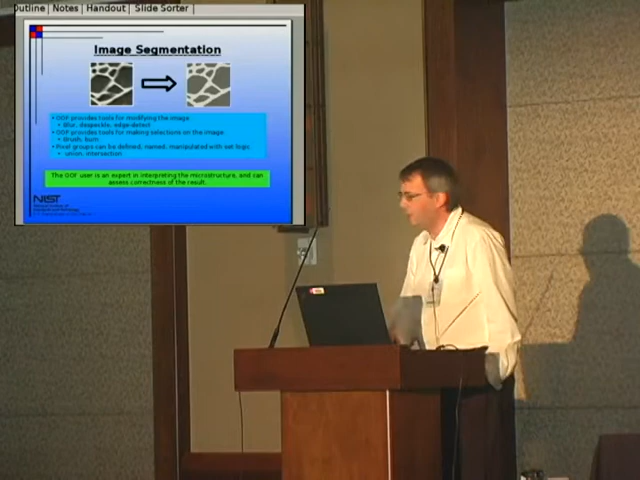 Outline | Notes | Handout | Slide Sorter
Image Segmentation
• OOF provides tools for modifying the image
• Blur, despeckle, edge-detect
• OOF provides tools for making selections on the image
• Brush, burn
• Pixel groups can be defined, named, manipulated with set logic
• union, intersection
The OOF user is an expert in interpreting the microstructure, and can
assess correctness of the result.
NIST